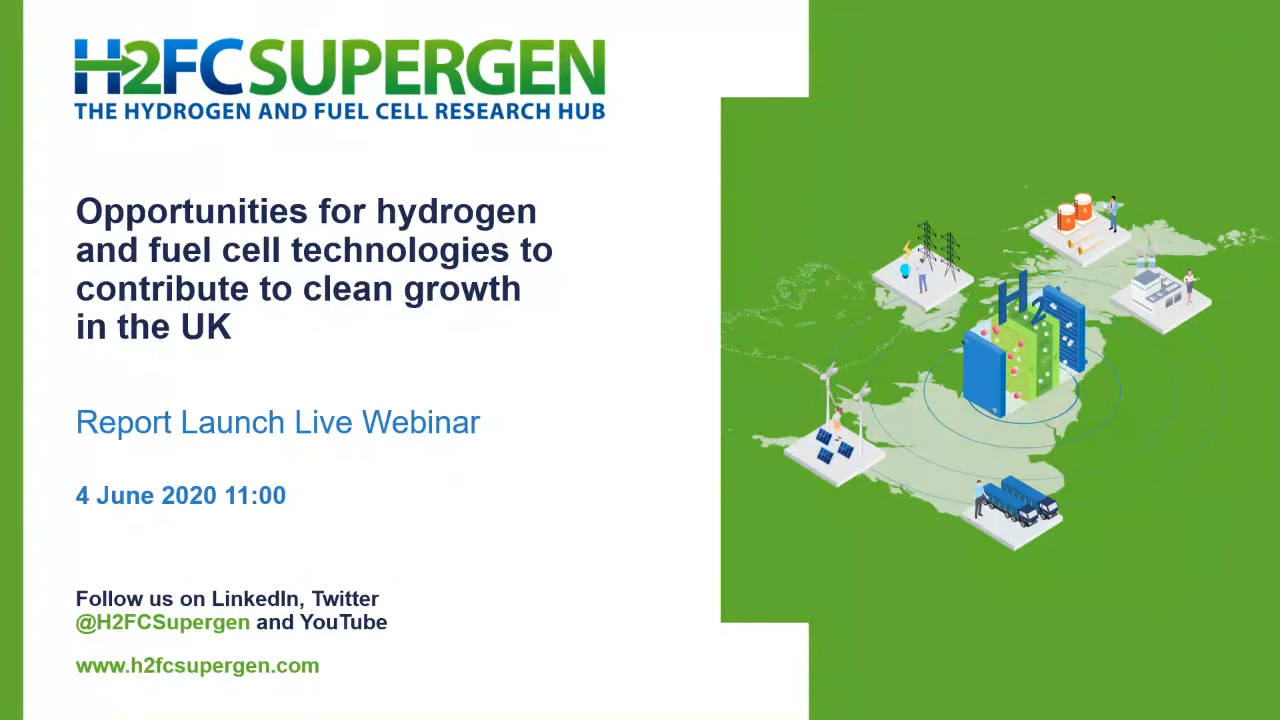 H2FCSUPERGEN
THE HYDROGEN AND FUEL CELL RESEARCH HUB
Opportunities for hydrogen
and fuel cell technologies to
contribute to clean growth
in the UK
Report Launch Live Webinar
4 June 2020 11:00
Follow us on LinkedIn, Twitter
@H2FCSupergen and YouTube
www.h2fcsupergen.com
H2